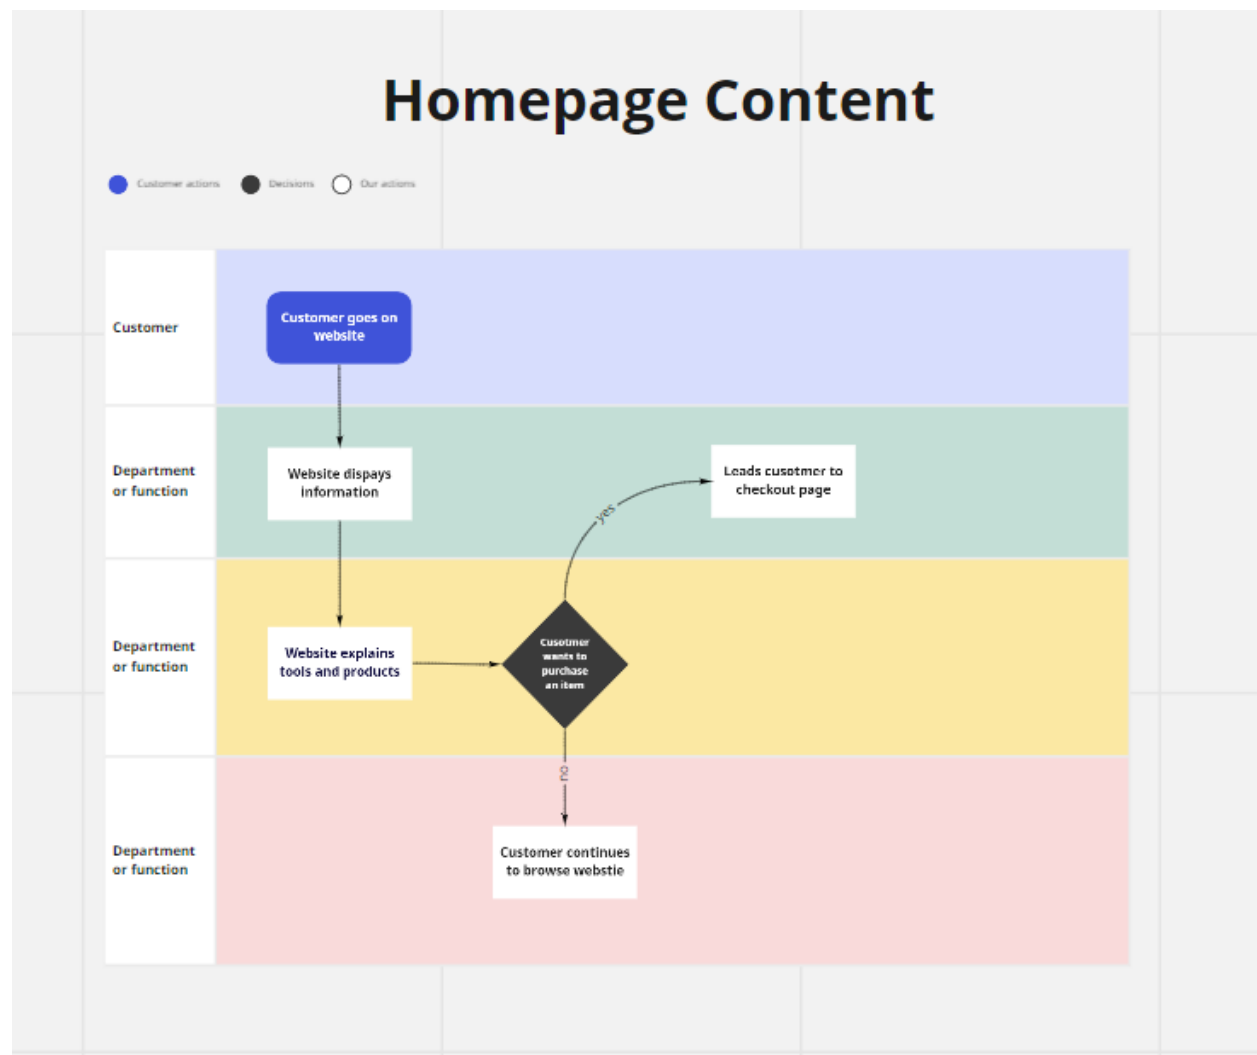 Homepage Content
Customer actions
Decisions
Our actions
Customer
Customer goes on
website
Department
or function
Website dispays
information
Leads cusotmer to
checkout page
yes
Department
or function
Website explains
tools and products
Cusotmer
wants to
purchase
an item
no
Department
or function
Customer continues
to browse webstie